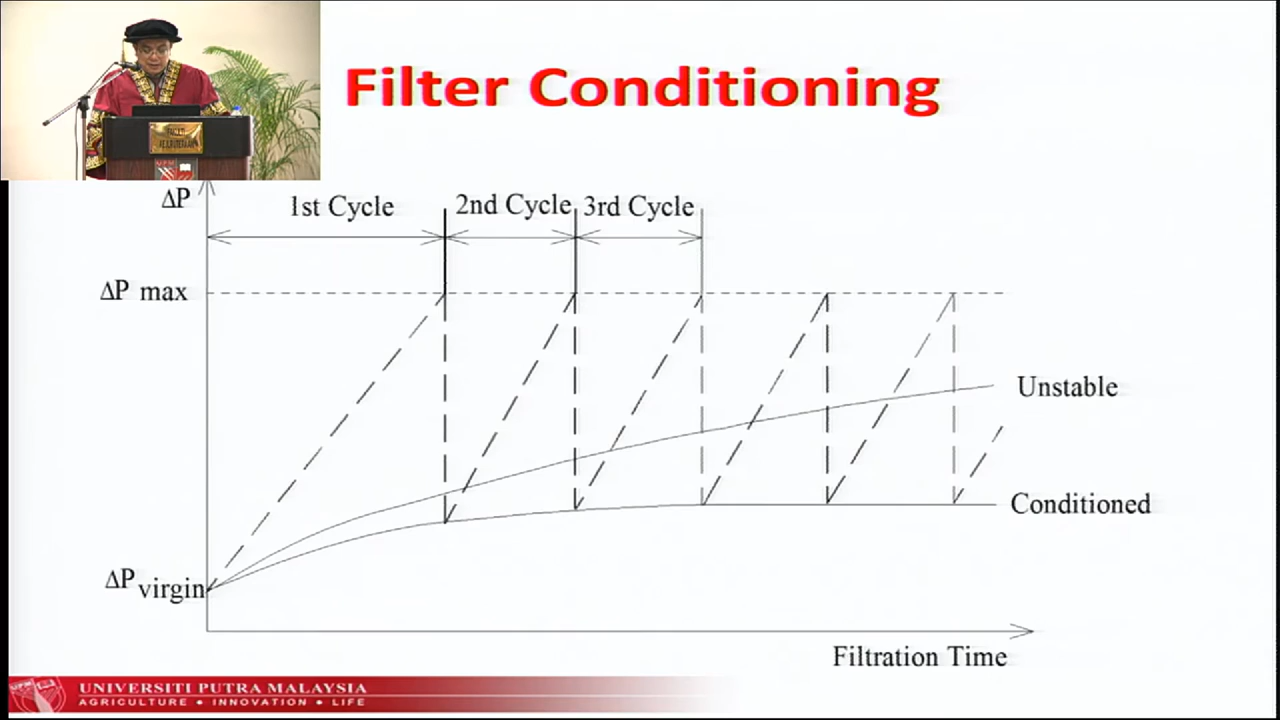 Filter Conditioning
ΔP
1st Cycle
2nd Cycle
3rd Cycle
ΔP max
Unstable
Conditioned
ΔP virgin
Filtration Time
UNIVERSITI PUTRA MALAYSIA
AGRICULTURE • INNOVATION • LIFE